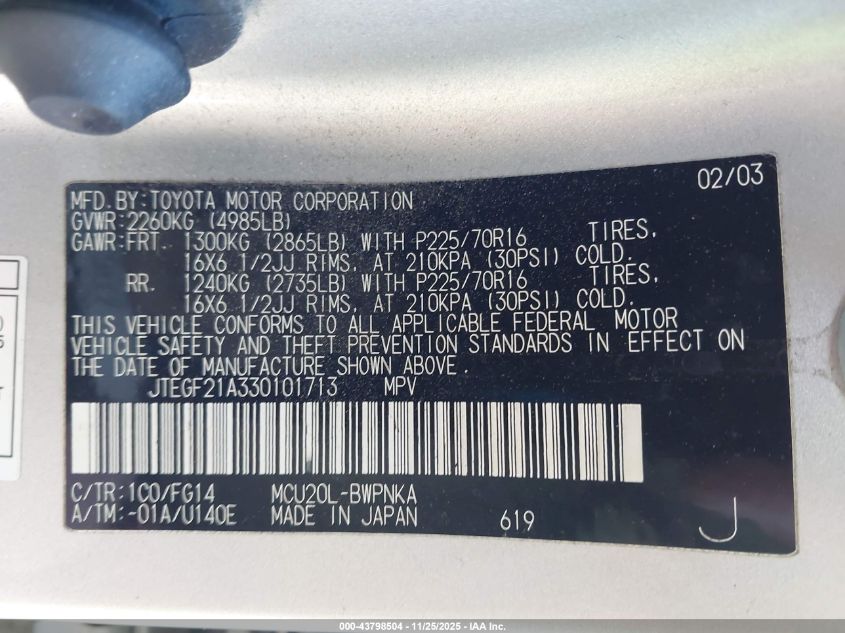 02/03
MFD. BY: TOYOTA MOTOR CORPORATION
GVWR: 2260KG (4985LB)
GAWR: FRT. 1300KG (2865LB) WITH P225/70R16 TIRES,
16X6 1/2JJ RIMS, AT 210KPA (30PSI) COLD.
RR. 1240KG (2735LB) WITH P225/70R16 TIRES,
16X6 1/2JJ RIMS, AT 210KPA (30PSI) COLD.
THIS VEHICLE CONFORMS TO ALL APPLICABLE FEDERAL MOTOR
VEHICLE SAFETY AND THEFT PREVENTION STANDARDS IN EFFECT ON
THE DATE OF MANUFACTURE SHOWN ABOVE.
JTEGF21A330101713 MPV
C/TR: 1C0/FG14 MCU20L-BWPNKA
A/TM: -01A/U140E MADE IN JAPAN 619 J
000-43798504 - 11/25/2025 - IAA Inc.